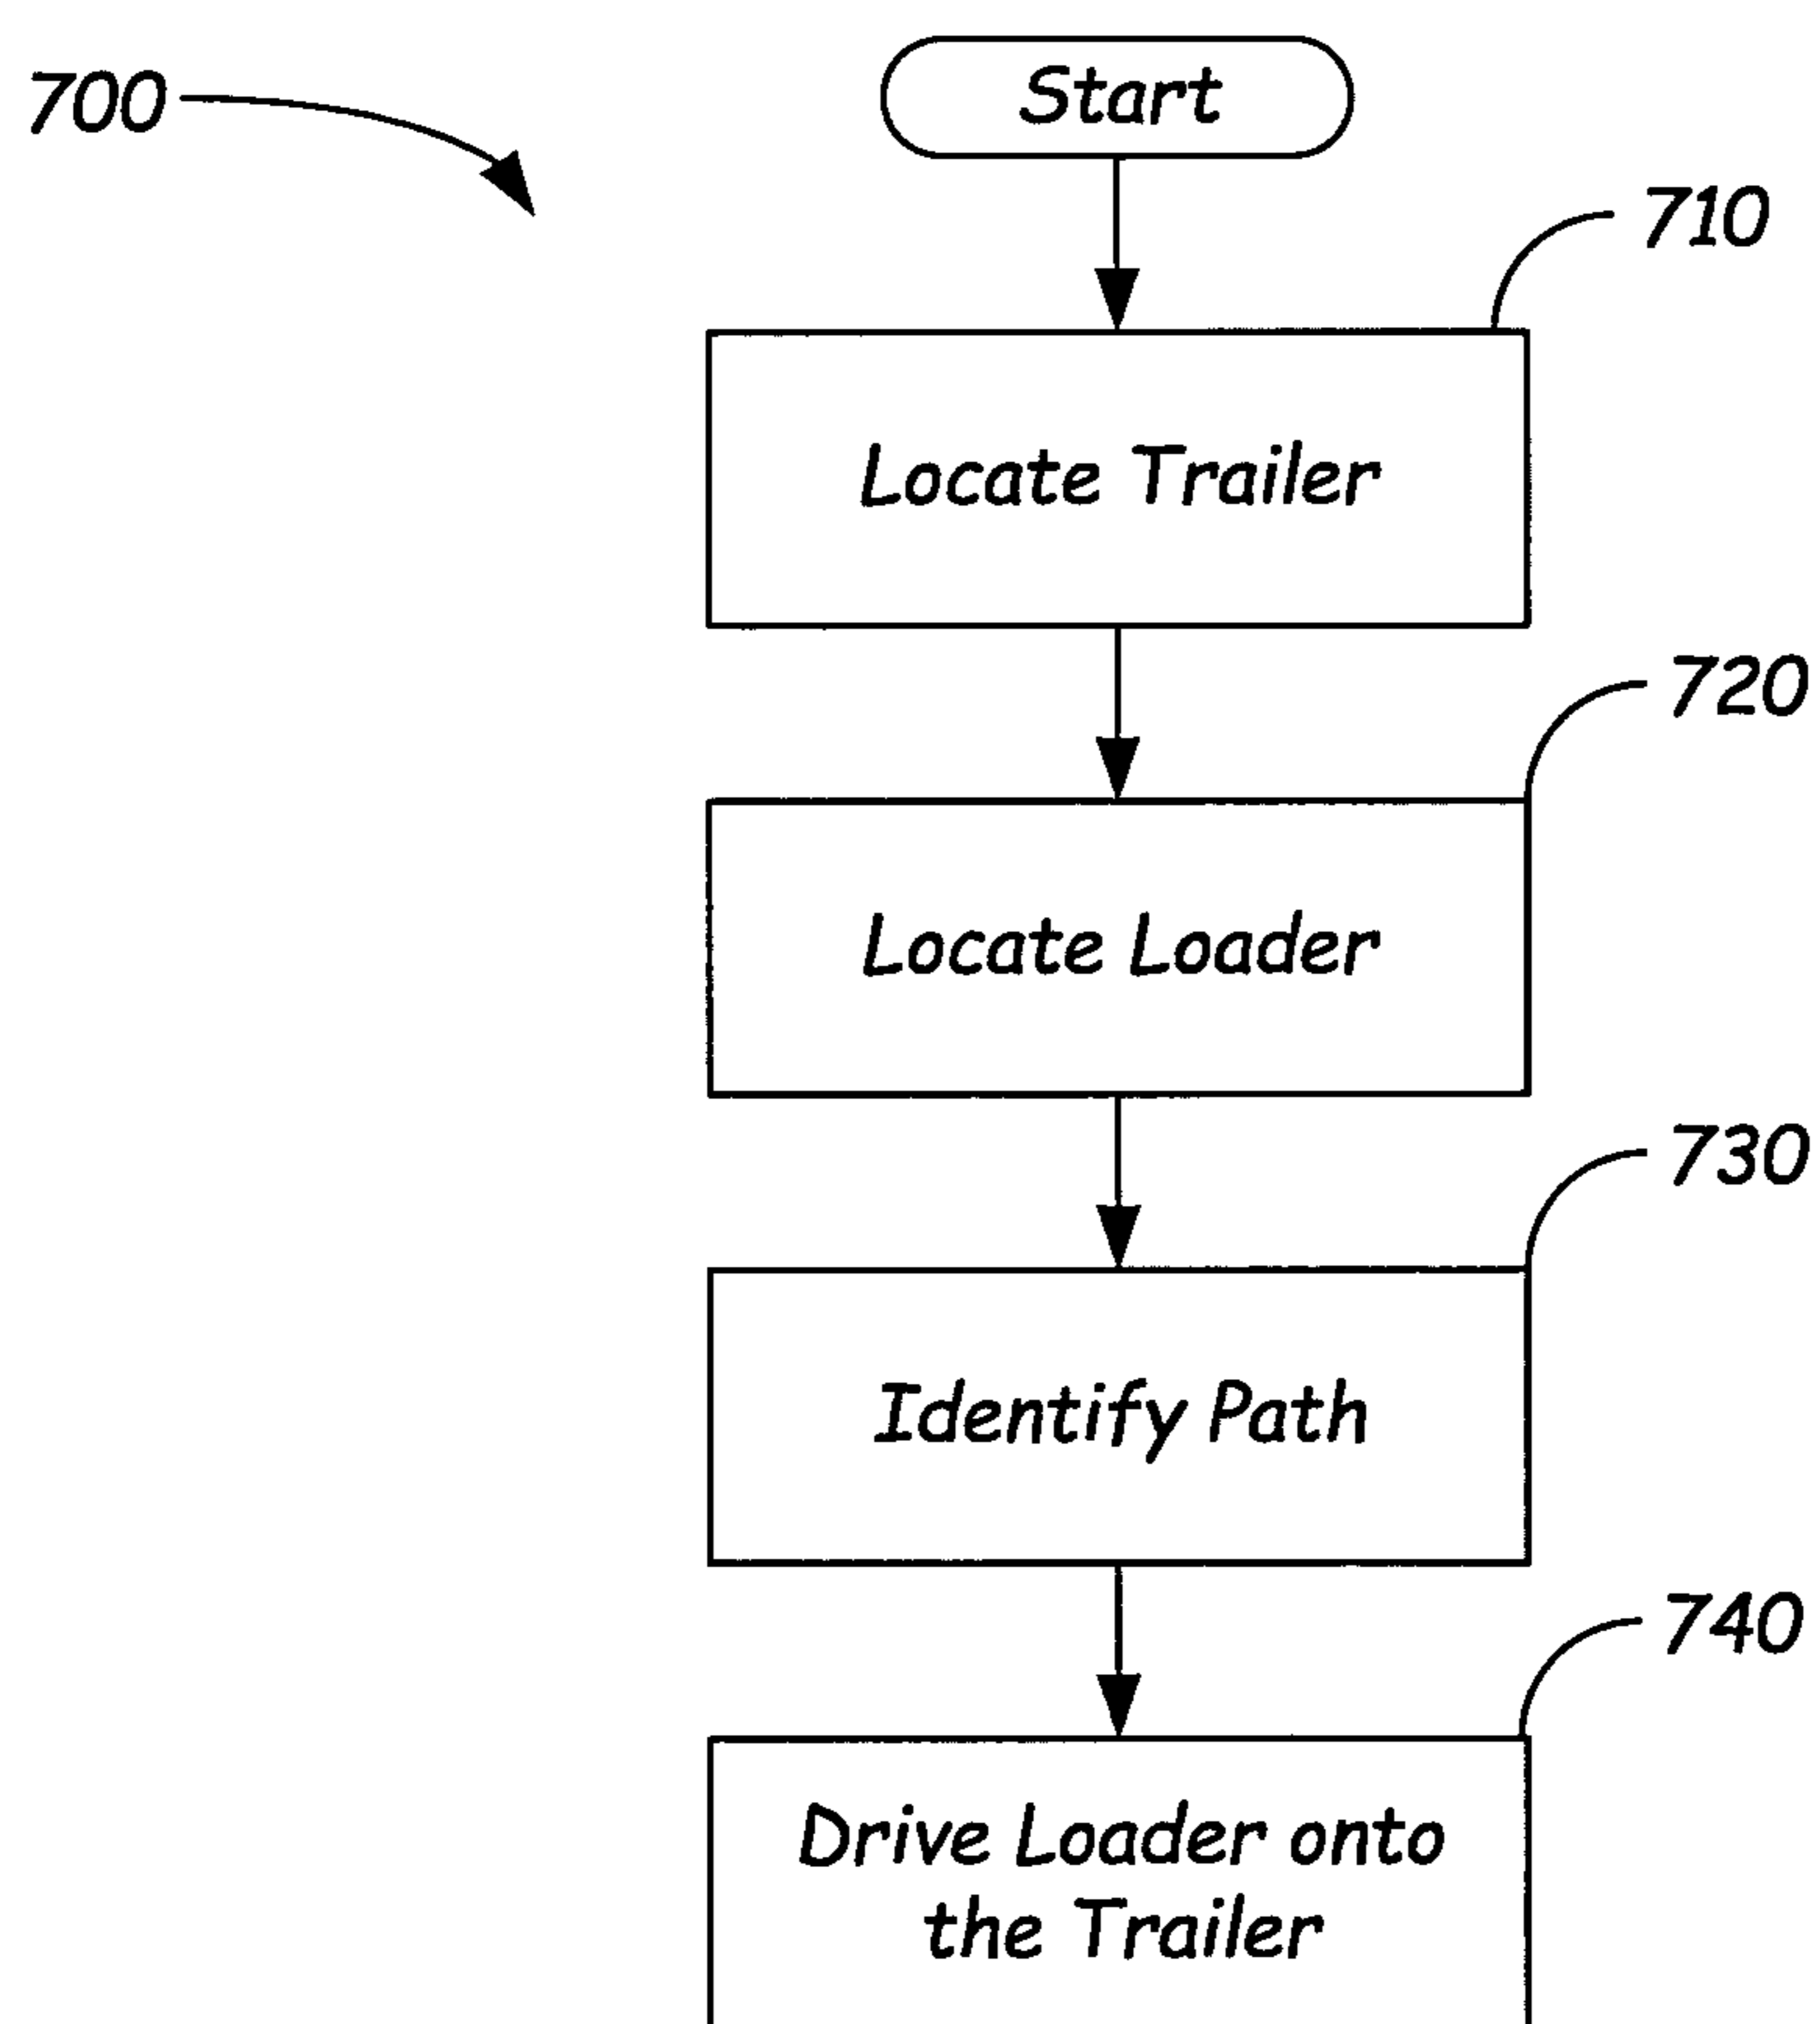 700
Start
710
Locate Trailer
720
Locate Loader
730
Identify Path
740
Drive Loader onto
the Trailer